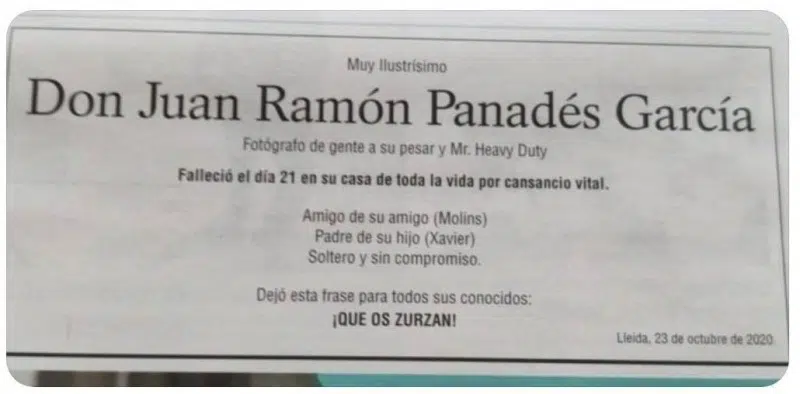 Muy Ilustrísimo
Don Juan Ramón Panadés García
Fotógrafo de gente a su pesar y Mr. Heavy Duty
Falleció el día 21 en su casa de toda la vida por cansancio vital.
Amigo de su amigo (Molins)
Padre de su hijo (Xavier)
Soltero y sin compromiso.
Dejó esta frase para todos sus conocidos:
¡QUE OS ZURZAN!
Lleida, 23 de octubre de 2020